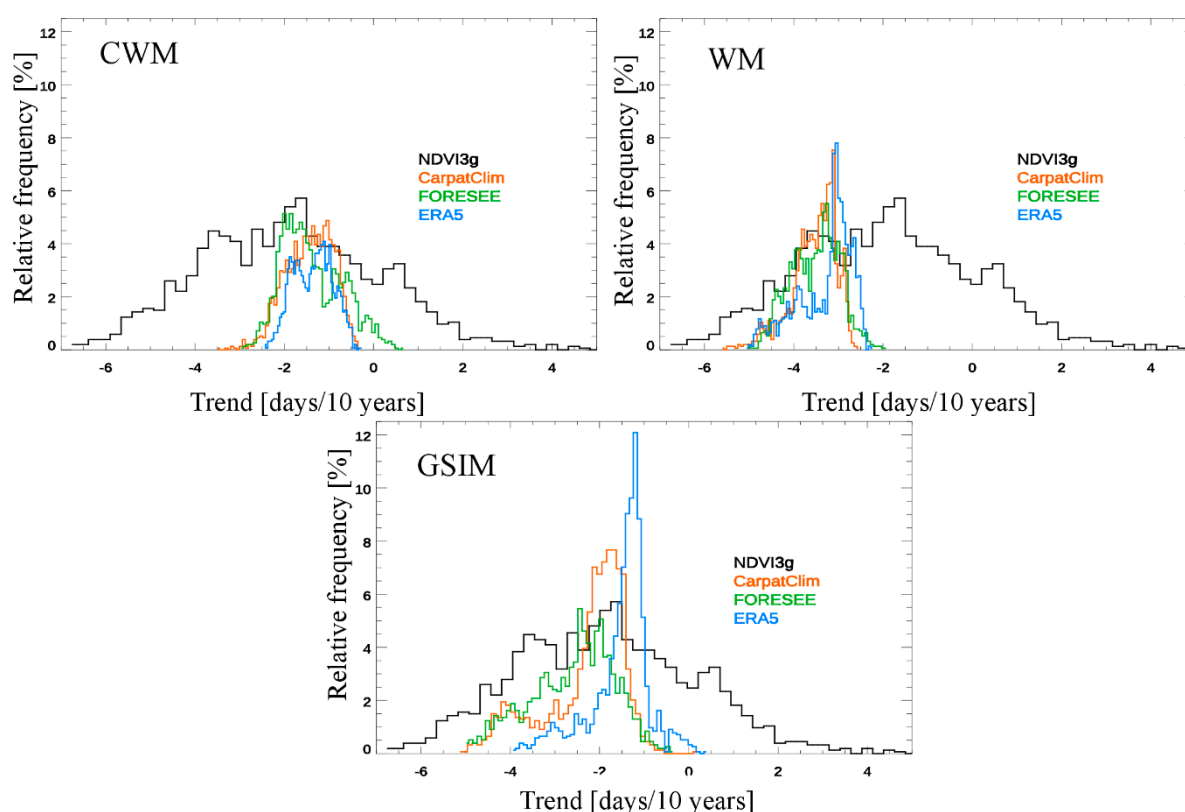 CWM
Relative frequency [%]
12
10
8
6
4
2
0
NDVI3g
CarpatClim
FORESEE
ERA5
-6
-4
-2
0
2
4
Trend [days/10 years]
WM
Relative frequency [%]
12
10
8
6
4
2
0
NDVI3g
CarpatClim
FORESEE
ERA5
-6
-4
-2
0
2
4
Trend [days/10 years]
GSIM
Relative frequency [%]
12
10
8
6
4
2
0
NDVI3g
CarpatClim
FORESEE
ERA5
-6
-4
-2
0
2
4
Trend [days/10 years]